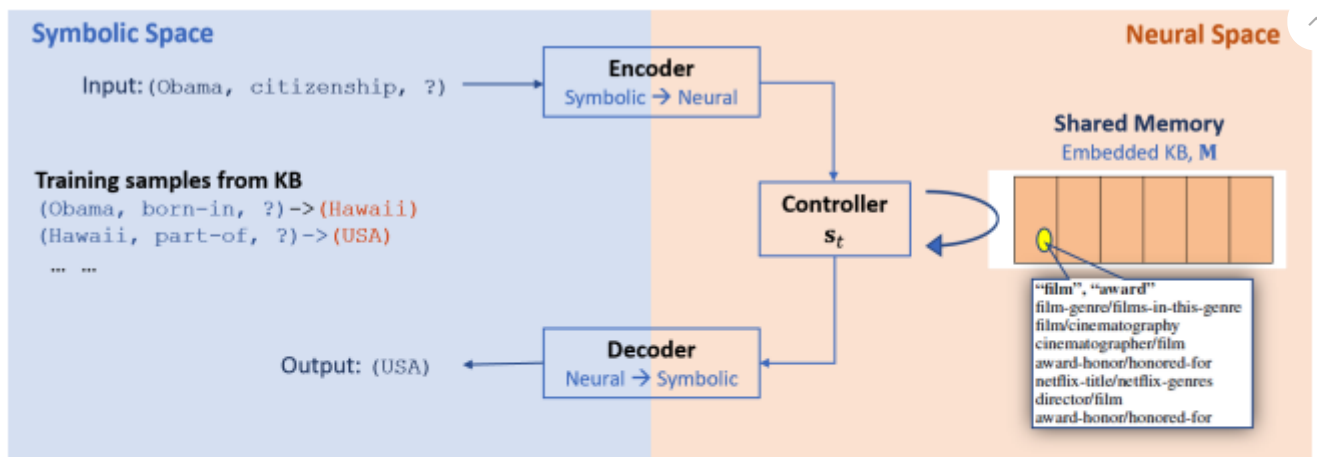 Symbolic Space
Neural Space
Input: (Obama, citizenship, ?)
Encoder
Symbolic → Neural
Shared Memory
Embedded KB, M
Training samples from KB
(Obama, born-in, ?)->(Hawaii)
(Hawaii, part-of, ?)->(USA)
... ...
Controller
s_t
"film", "award"
film-genre/films-in-this-genre
film/cinematography
cinematographer/film
award-honor/honored-for
netflix-title/netflix-genres
director/film
award-honor/honored-for
Output: (USA)
Decoder
Neural → Symbolic